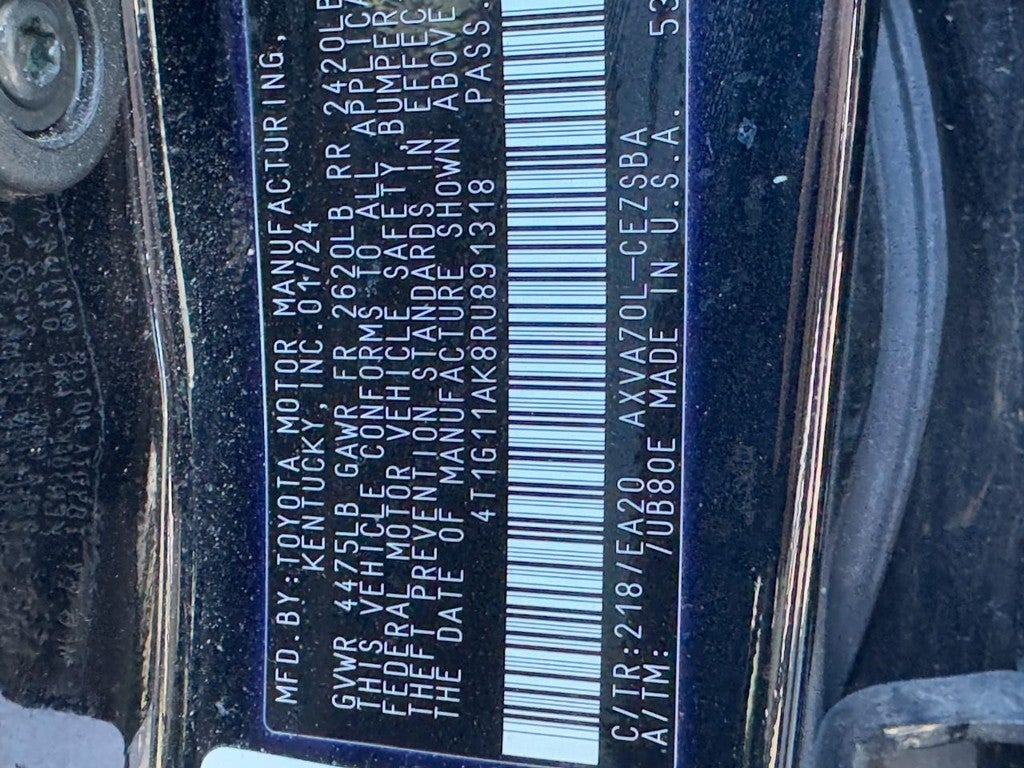 MFD.BY:TOYOTA MOTOR MANUFACTURING,
KENTUCKY, INC.01/24
GVWR 4475LB GAWR FR 2620LB RR 2420LB
THIS VEHICLE CONFORMS TO ALL APPLICA
FEDERAL MOTOR VEHICLE SAFETY, BUMPER,
THEFT PREVENTION STANDARDS IN EFFEC
THE DATE OF MANUFACTURE SHOWN ABOVE
4T1G11AK8RU891318 PASS.
C/TR:218/EA20 AXVA70L-CEZSBA
A/TM: /UB80E MADE IN U.S.A. 53